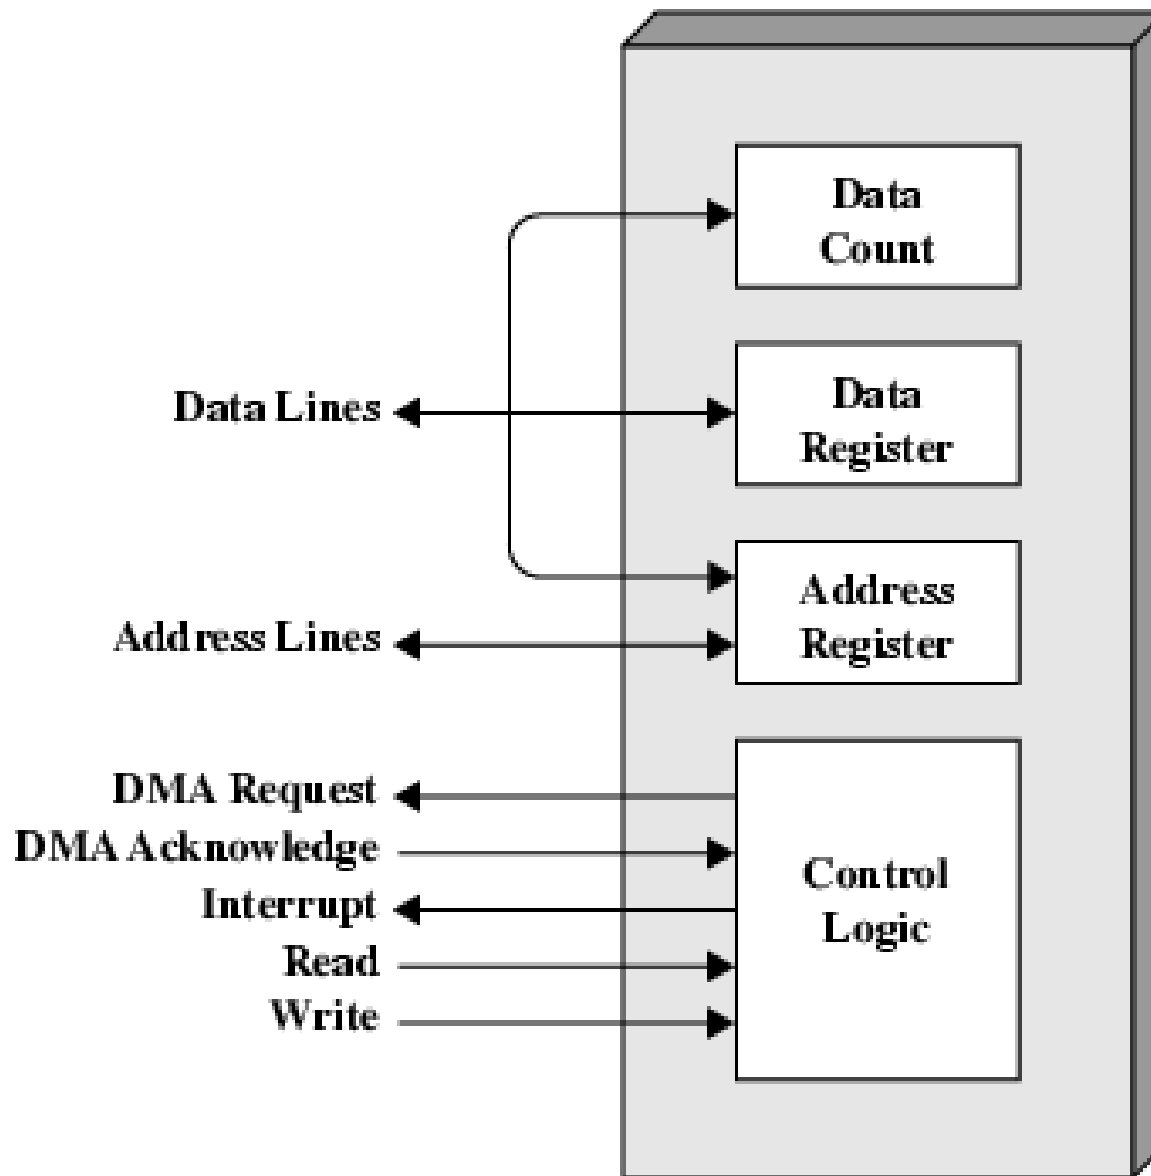 Data
Count
Data Lines
Data
Register
Address
Register
Address Lines
DMA Request
DMA Acknowledge
Interrupt
Read
Write
Control
Logic